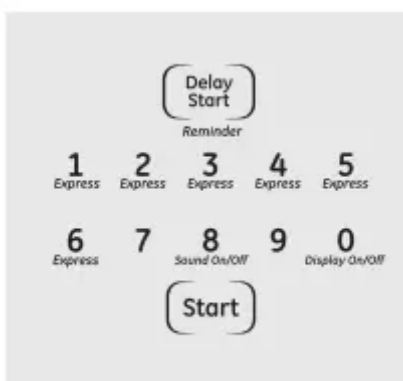 Delay
Start
Reminder
1 2 3 4 5
Express Express Express Express Express
6 7 8 9 0
Express Sound On/Off Display On/Off
Start